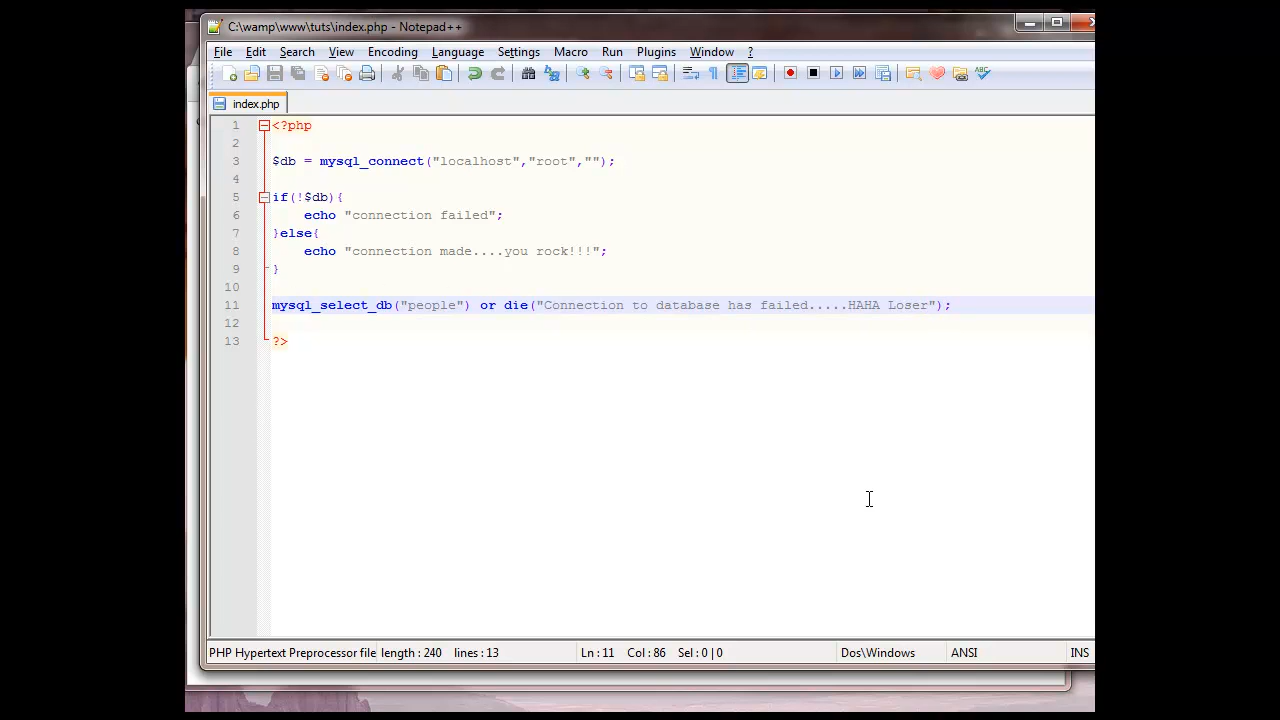 C:\wamp\www\tuts\index.php - Notepad++
File Edit Search View Encoding Language Settings Macro Run Plugins Window ?
index.php
1 <?php
2
3 $db = mysql_connect("localhost","root","");
4
5 if(!$db){
6 echo "connection failed";
7 }else{
8 echo "connection made....you rock!!!";
9 }
10
11 mysql_select_db("people") or die("Connection to database has failed.....HAHA Loser");
12
13 ?>
PHP Hypertext Preprocessor file length : 240 lines : 13 Ln : 11 Col : 86 Sel : 0 | 0 Dos\Windows ANSI INS